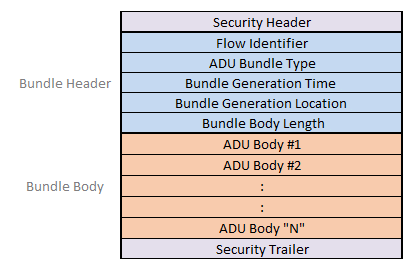 Security Header
Flow Identifier
ADU Bundle Type
Bundle Header
Bundle Generation Time
Bundle Generation Location
Bundle Body Length
ADU Body #1
ADU Body #2
Bundle Body
:
:
ADU Body "N"
Security Trailer